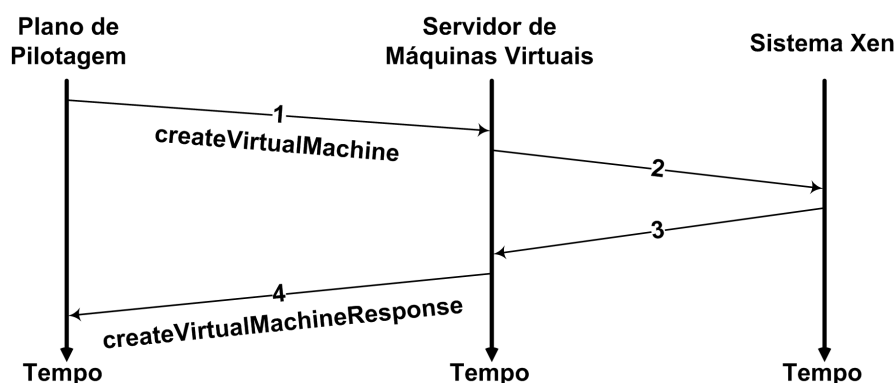 Plano de
Pilotagem
Servidor de
Máquinas Virtuais
Sistema Xen
1
createVirtualMachine
2
3
4
createVirtualMachineResponse
Tempo
Tempo
Tempo